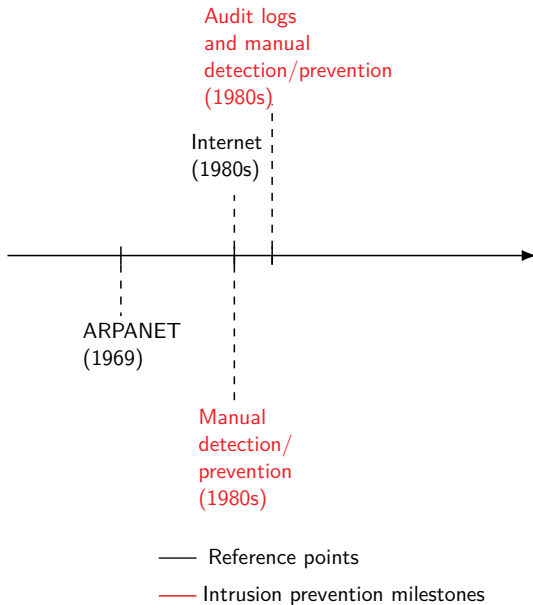 Audit logs
and manual
detection/prevention
(1980s)
Internet
(1980s)
ARPANET
(1969)
Manual
detection/
prevention
(1980s)
Reference points
Intrusion prevention milestones